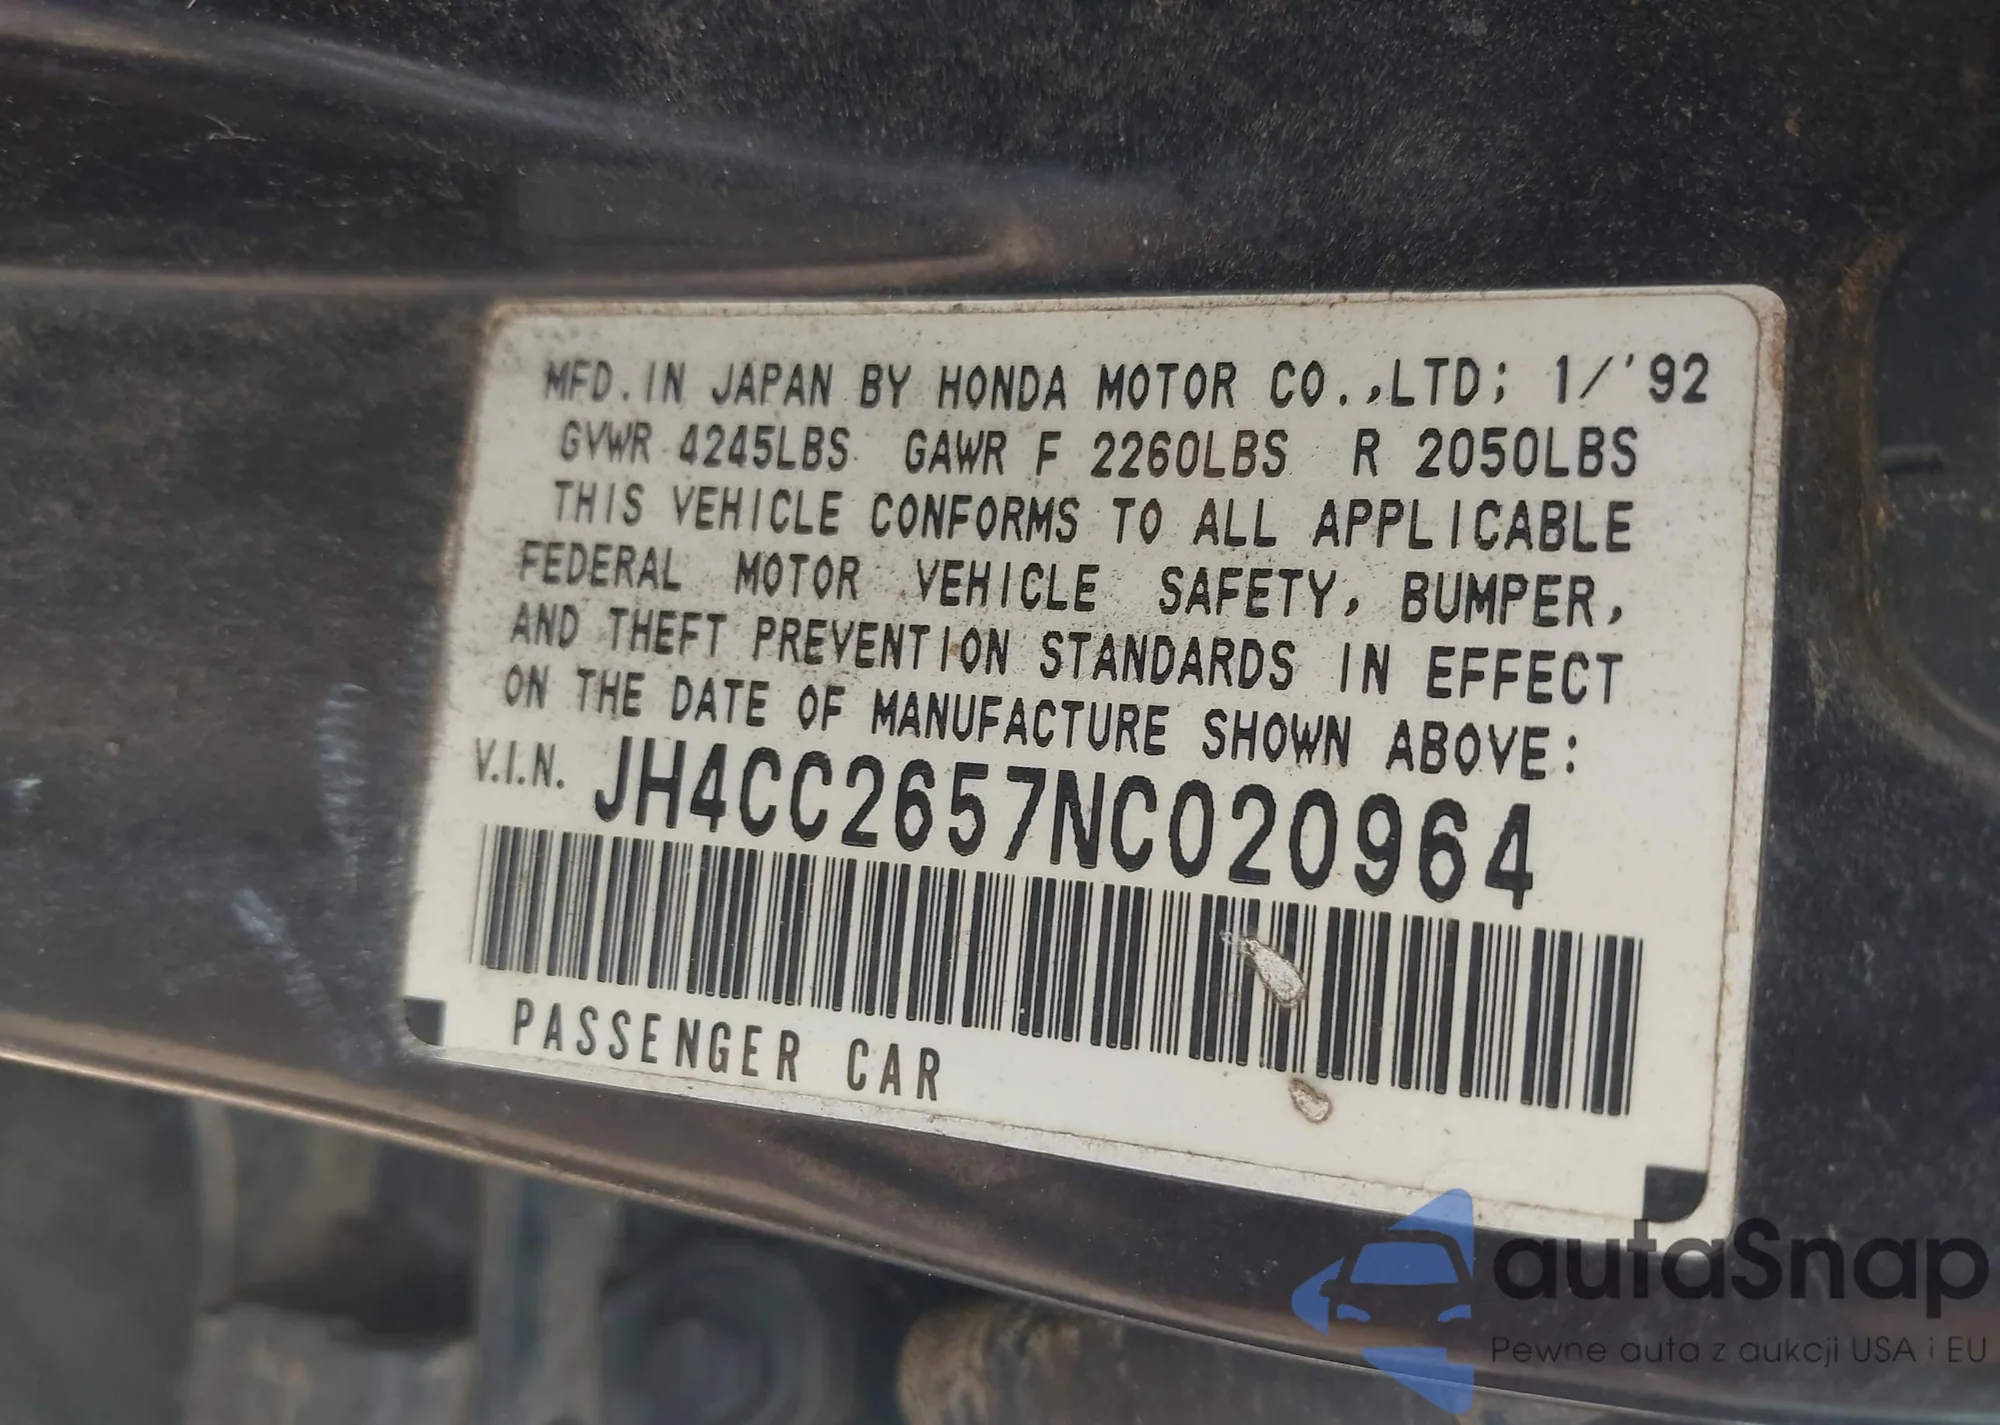 MFD. IN JAPAN BY HONDA MOTOR CO.,LTD; 1/'92
GVWR 4245LBS GAWR F 2260LBS R 2050LBS
THIS VEHICLE CONFORMS TO ALL APPLICABLE
FEDERAL MOTOR VEHICLE SAFETY, BUMPER,
AND THEFT PREVENTION STANDARDS IN EFFECT
ON THE DATE OF MANUFACTURE SHOWN ABOVE:
V.I.N. JH4CC2657NC020964
PASSENGER CAR
autaSnap
Pewne auta z aukcji USA i EU